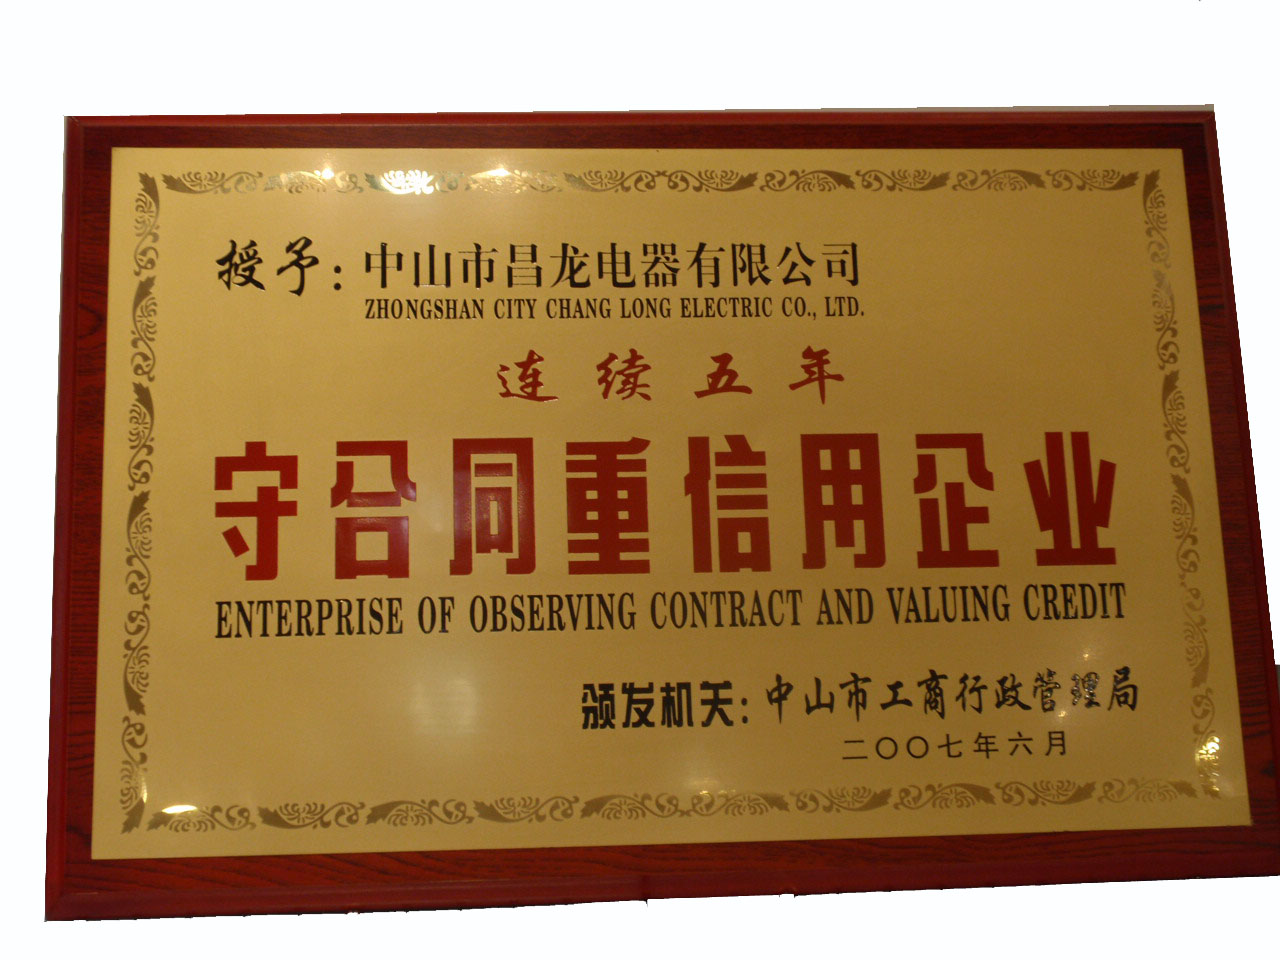 授予：中山市昌龙电器有限公司
ZHONGSHAN CITY CHANG LONG ELECTRIC CO., LTD.
连续五年
守合同重信用企业
ENTERPRISE OF OBSERVING CONTRACT AND VALUING CREDIT
颁发机关：中山市工商行政管理局
二〇〇七年六月